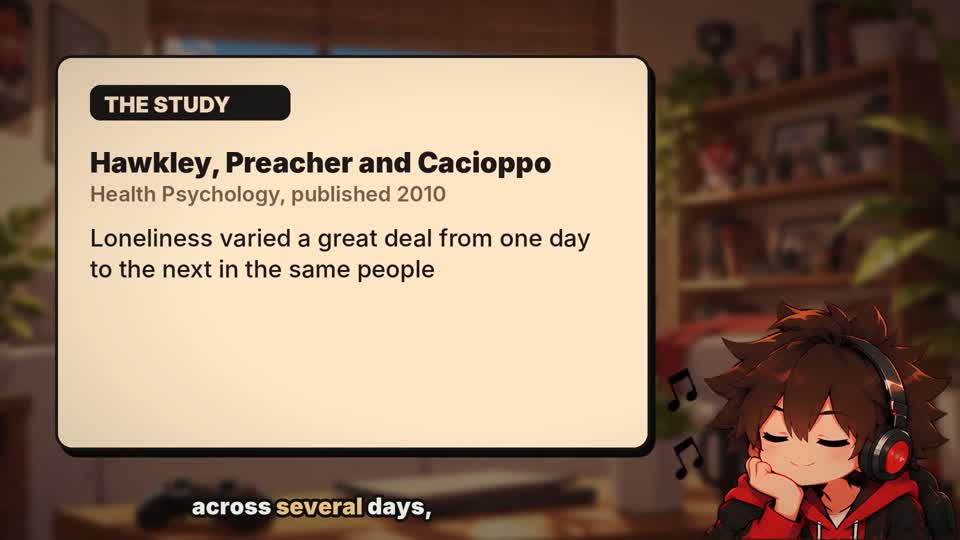 THE STUDY
Hawkley, Preacher and Cacioppo
Health Psychology, published 2010
Loneliness varied a great deal from one day
to the next in the same people
across several days,